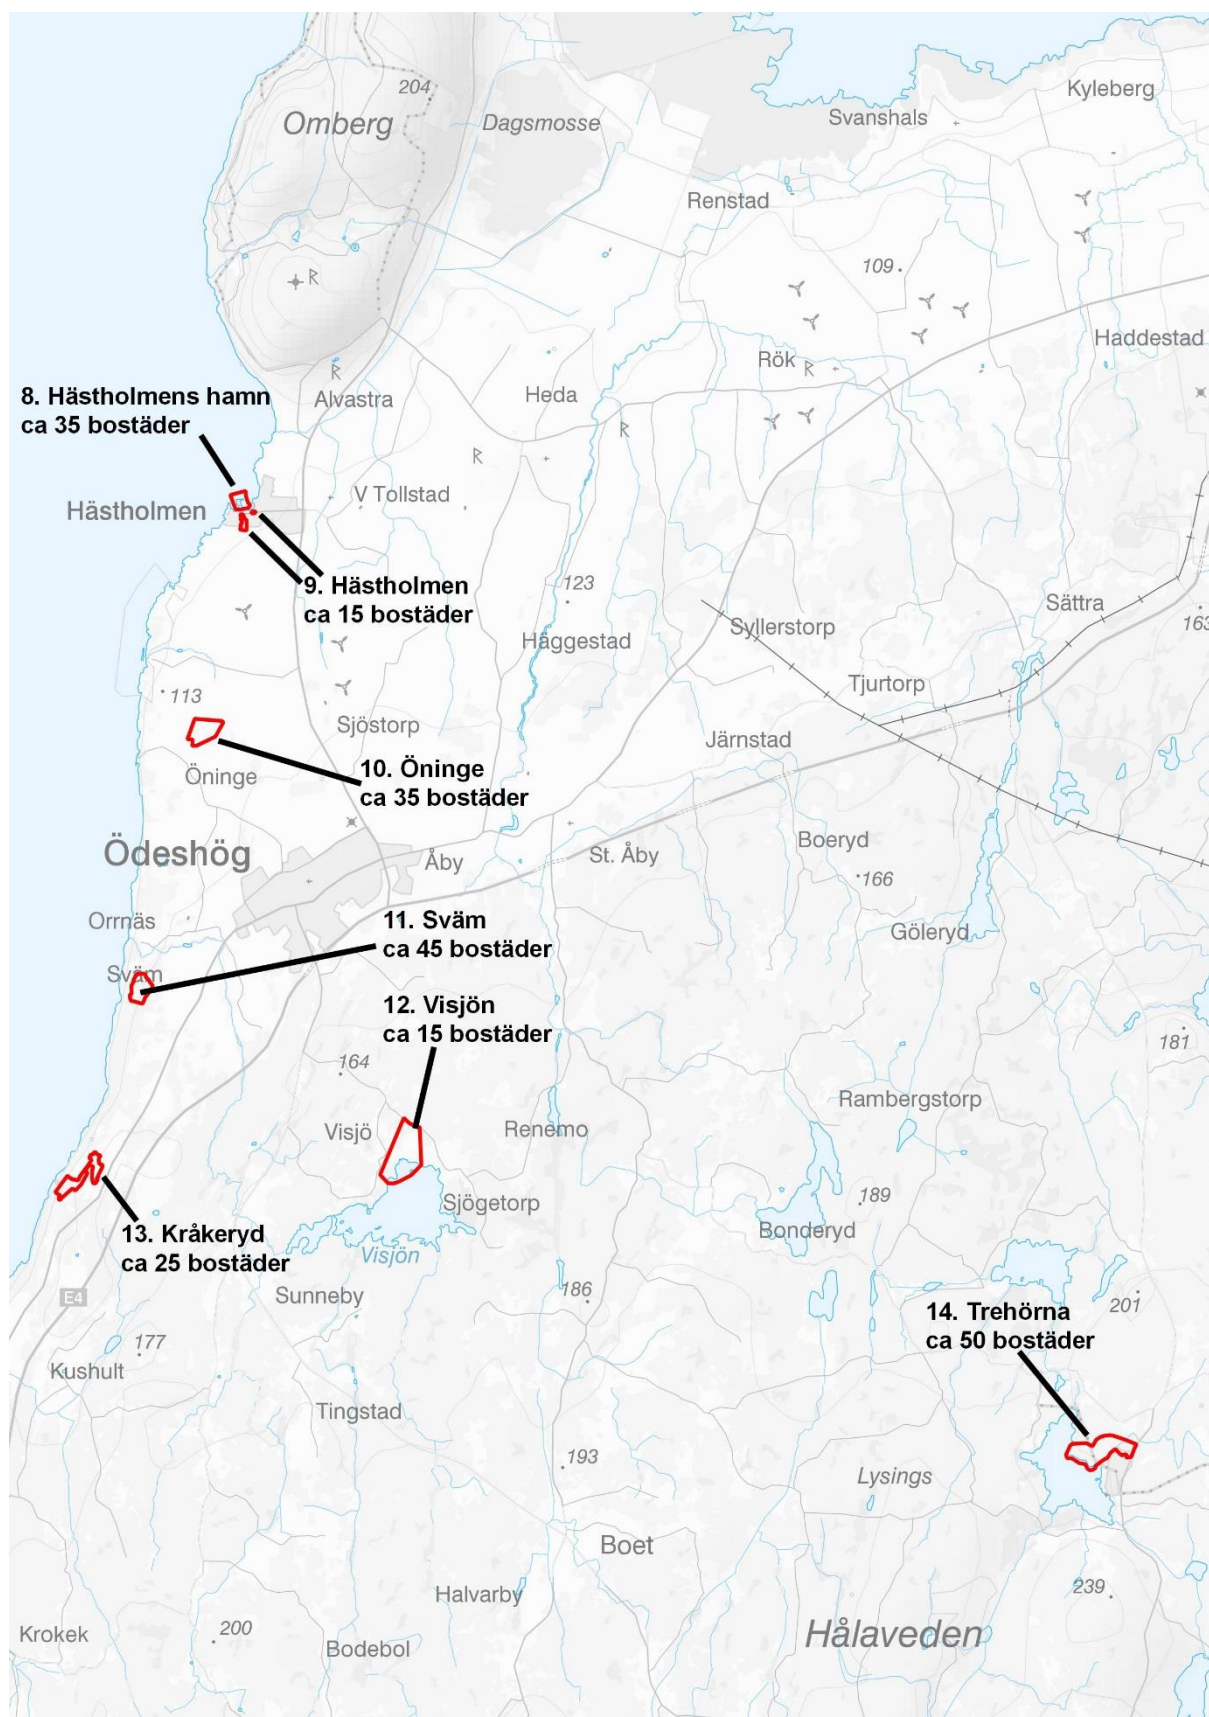 204
Omberg
Dagsmosse
Kyleberg
Svanshals
Renstad
109
Haddestad
Rök
Heda
Alvastra
8. Hästholmens hamn
ca 35 bostäder
V Tollstad
Hästholmen
9. Hästholmen
ca 15 bostäder
123
Häggestad
Syllerstorp
Sättra
163
Tjurtorp
113
Sjöstorp
Järnstad
Öninge
10. Öninge
ca 35 bostäder
Ödeshög
Åby
St. Åby
Boeryd
166
Göleryd
Orrnäs
11. Sväm
ca 45 bostäder
Sväm
12. Visjön
ca 15 bostäder
181
164
Rambergstorp
Visjö
Renemo
189
Sjögetorp
Bonderyd
13. Kråkeryd
ca 25 bostäder
Visjön
E4
Sunneby
186
201
14. Trehörna
ca 50 bostäder
177
Kushult
Tingstad
193
Lysings
Boet
239
Halvarby
Krokek
200
Bodebol
Hålaveden